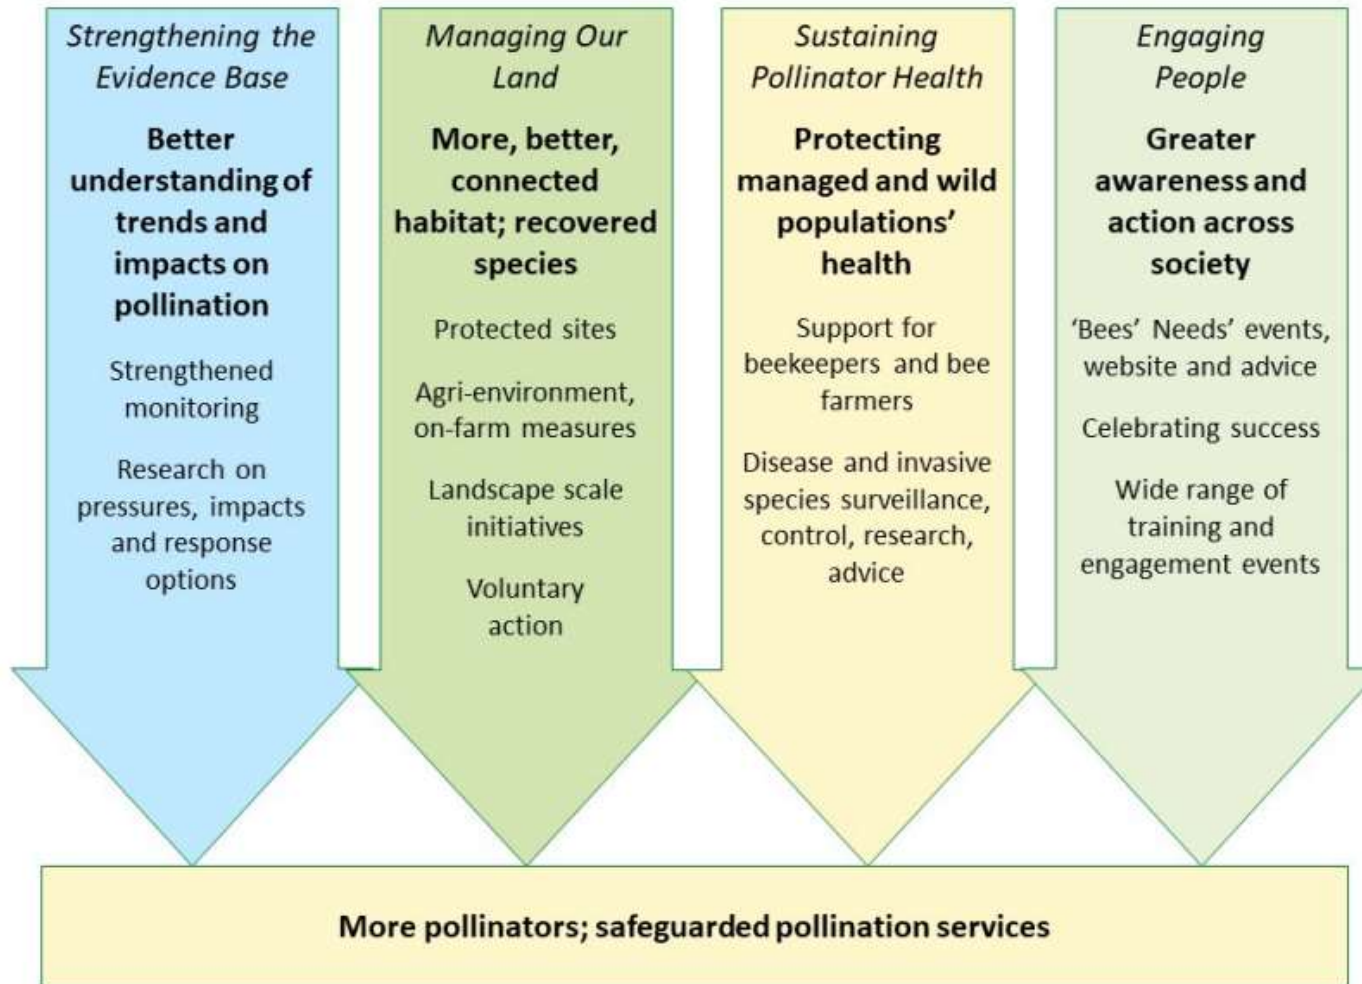 Strengthening the
Evidence Base
Better
understanding of
trends and
impacts on
pollination
Strengthened
monitoring
Research on
pressures, impacts
and response
options
Managing Our
Land
More, better,
connected
habitat; recovered
species
Protected sites
Agri-environment,
on-farm measures
Landscape scale
initiatives
Voluntary
action
Sustaining
Pollinator Health
Protecting
managed and wild
populations’
health
Support for
beekeepers and bee
farmers
Disease and invasive
species surveillance,
control, research,
advice
Engaging
People
Greater
awareness and
action across
society
‘Bees’ Needs’ events,
website and advice
Celebrating success
Wide range of
training and
engagement events
More pollinators; safeguarded pollination services